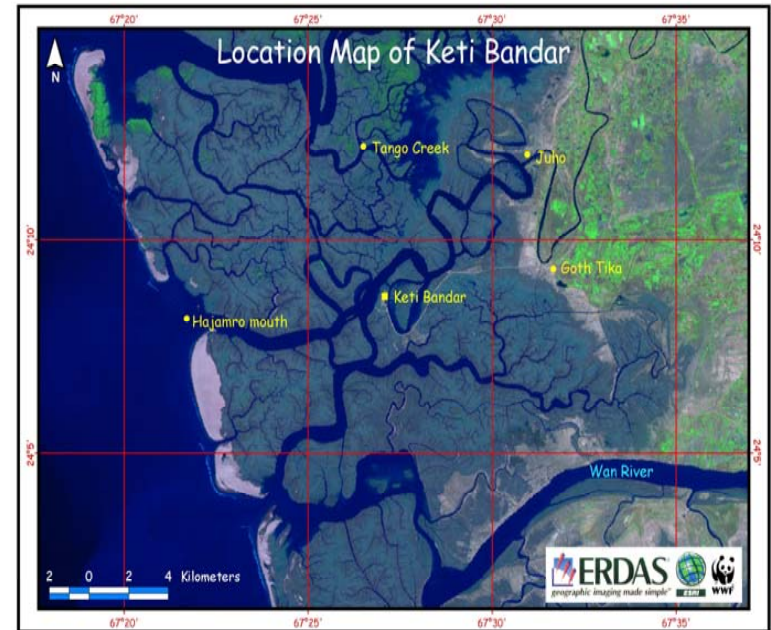 67°20' 67°25' 67°30' 67°35'
Location Map of Keti Bandar
N
Tango Creek
Juho
24°10' 24°10'
Goth Tika
Keti Bandar
Hajamro mouth
24°5' 24°5'
Wan River
2 0 2 4 Kilometers
ERDAS®
geographic imaging made simple™
ESRI
WWF
67°20' 67°25' 67°30' 67°35'